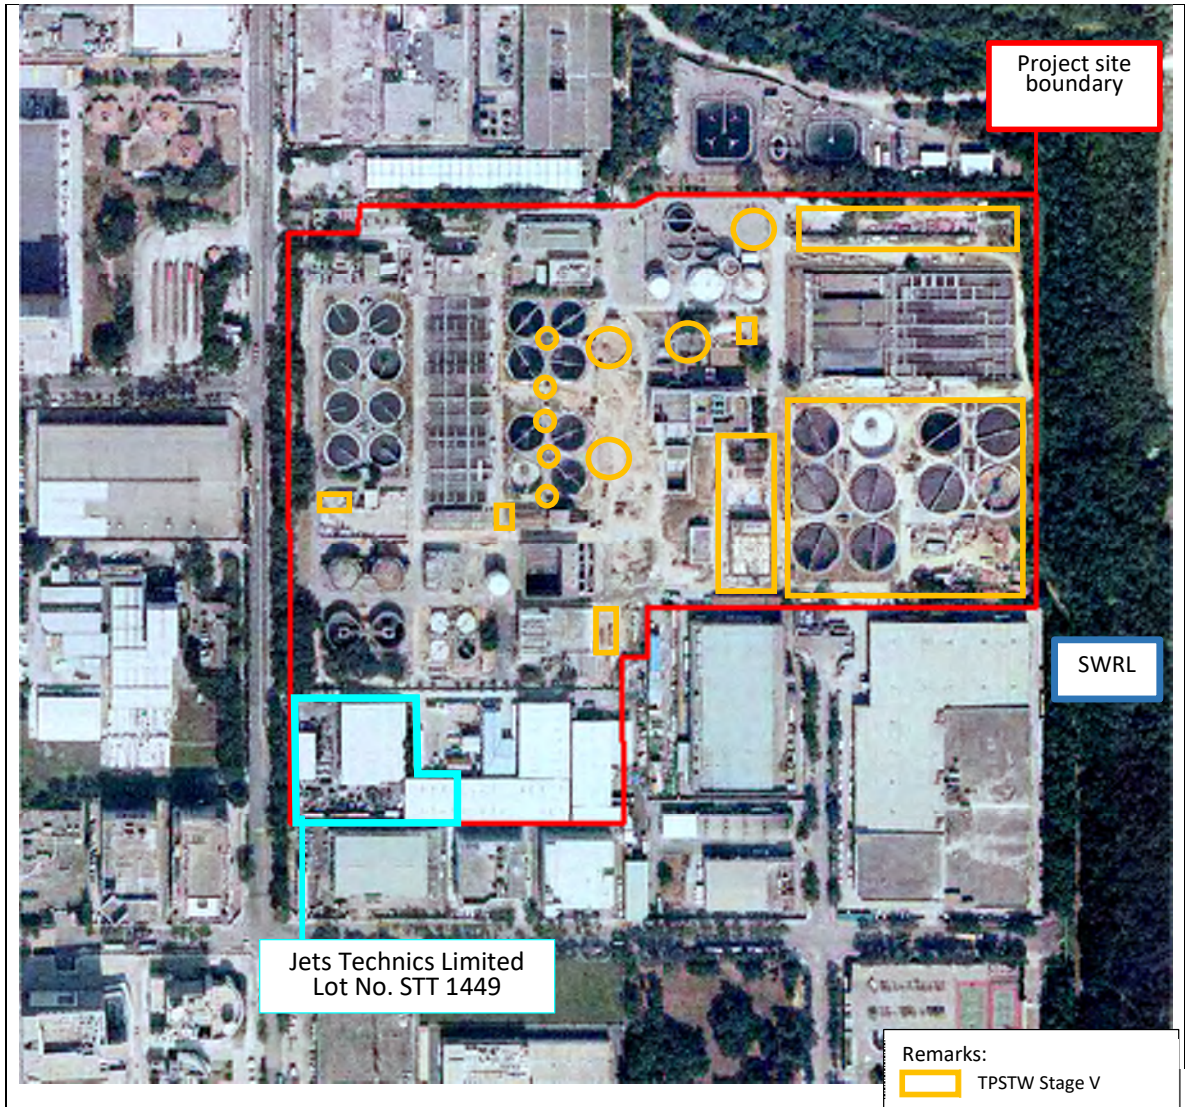 Project site
boundary
SWRL
Jets Technics Limited
Lot No. STT 1449
Remarks:
TPSTW Stage V